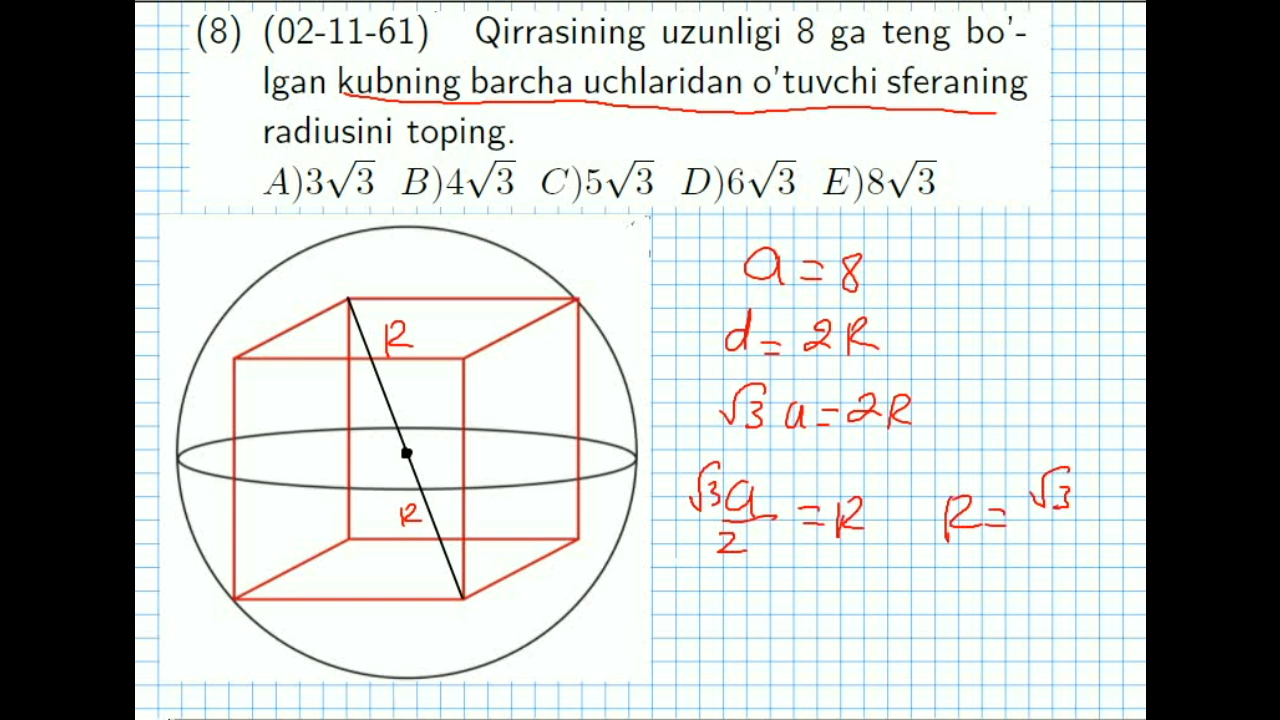 (8) (02-11-61) Qirrasining uzunligi 8 ga teng bo'-
lgan kubning barcha uchlaridan o'tuvchi sferaning
radiusini toping.
A)3√3 B)4√3 C)5√3 D)6√3 E)8√3
R
R
a = 8
d = 2R
√3 a = 2R
√3a/2 = R R = √3